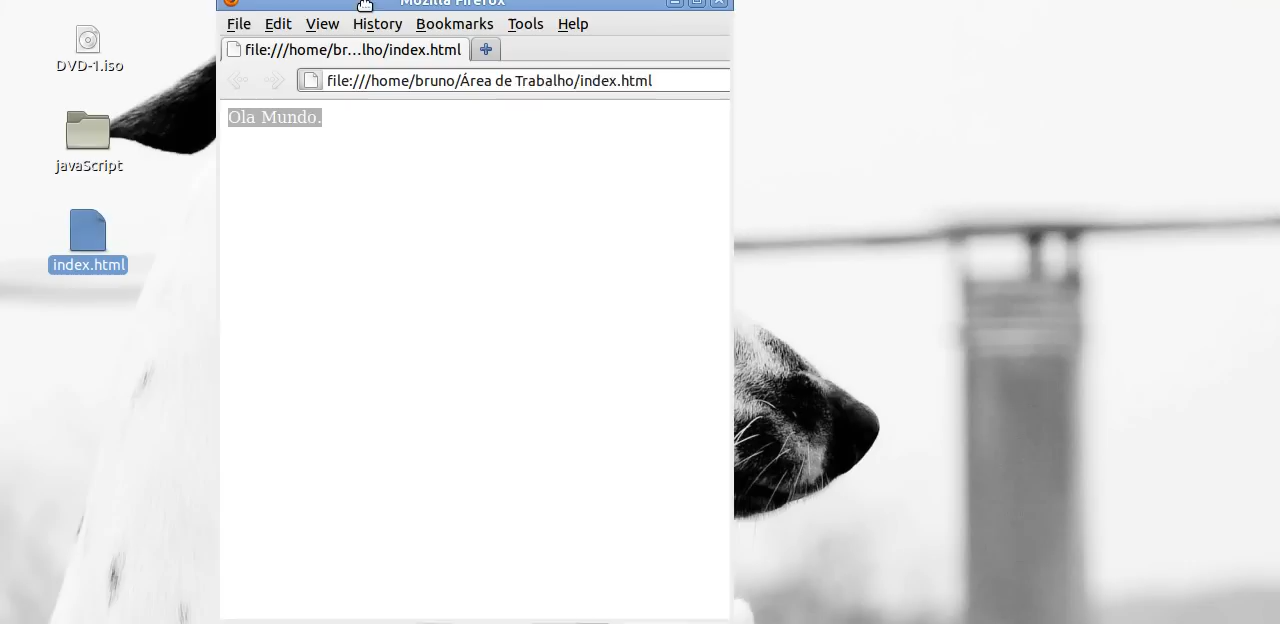 Mozilla Firefox
File Edit View History Bookmarks Tools Help
file:///home/br...lho/index.html
file:///home/bruno/Área de Trabalho/index.html
Ola Mundo.
DVD-1.iso
javaScript
index.html